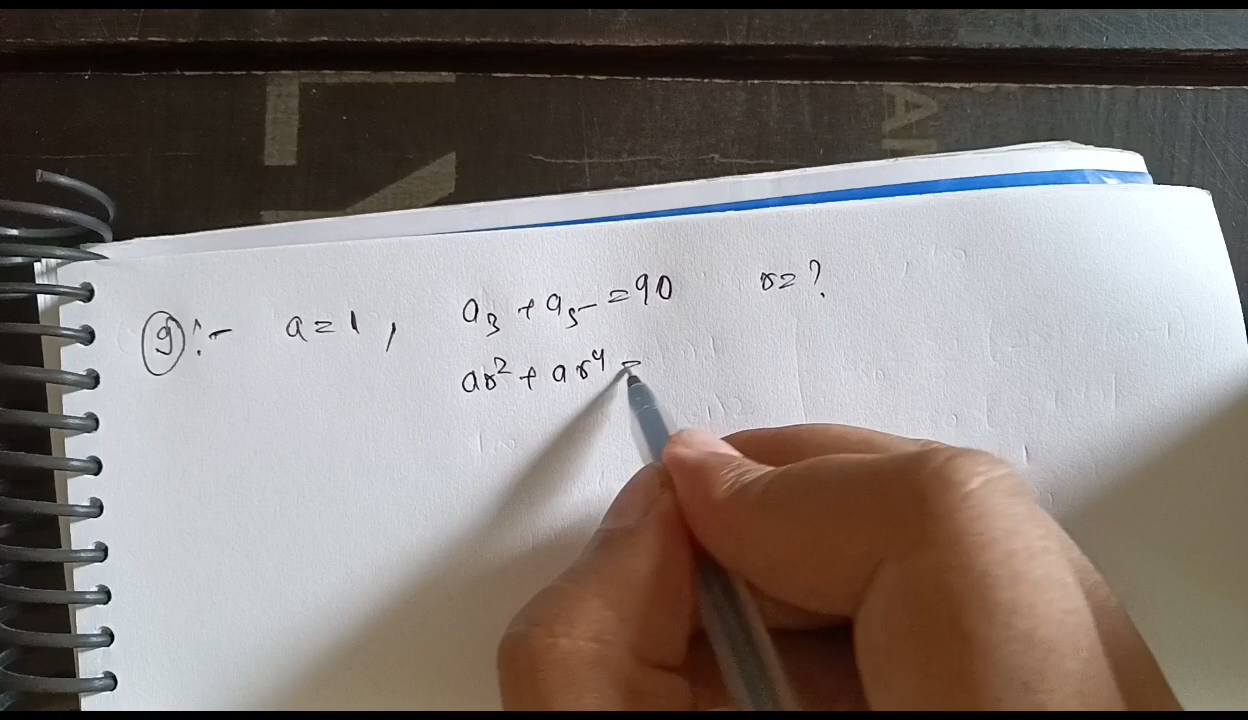 9:- a=1, a₃ + a₅ = 90 r=?
ar² + ar⁴ =